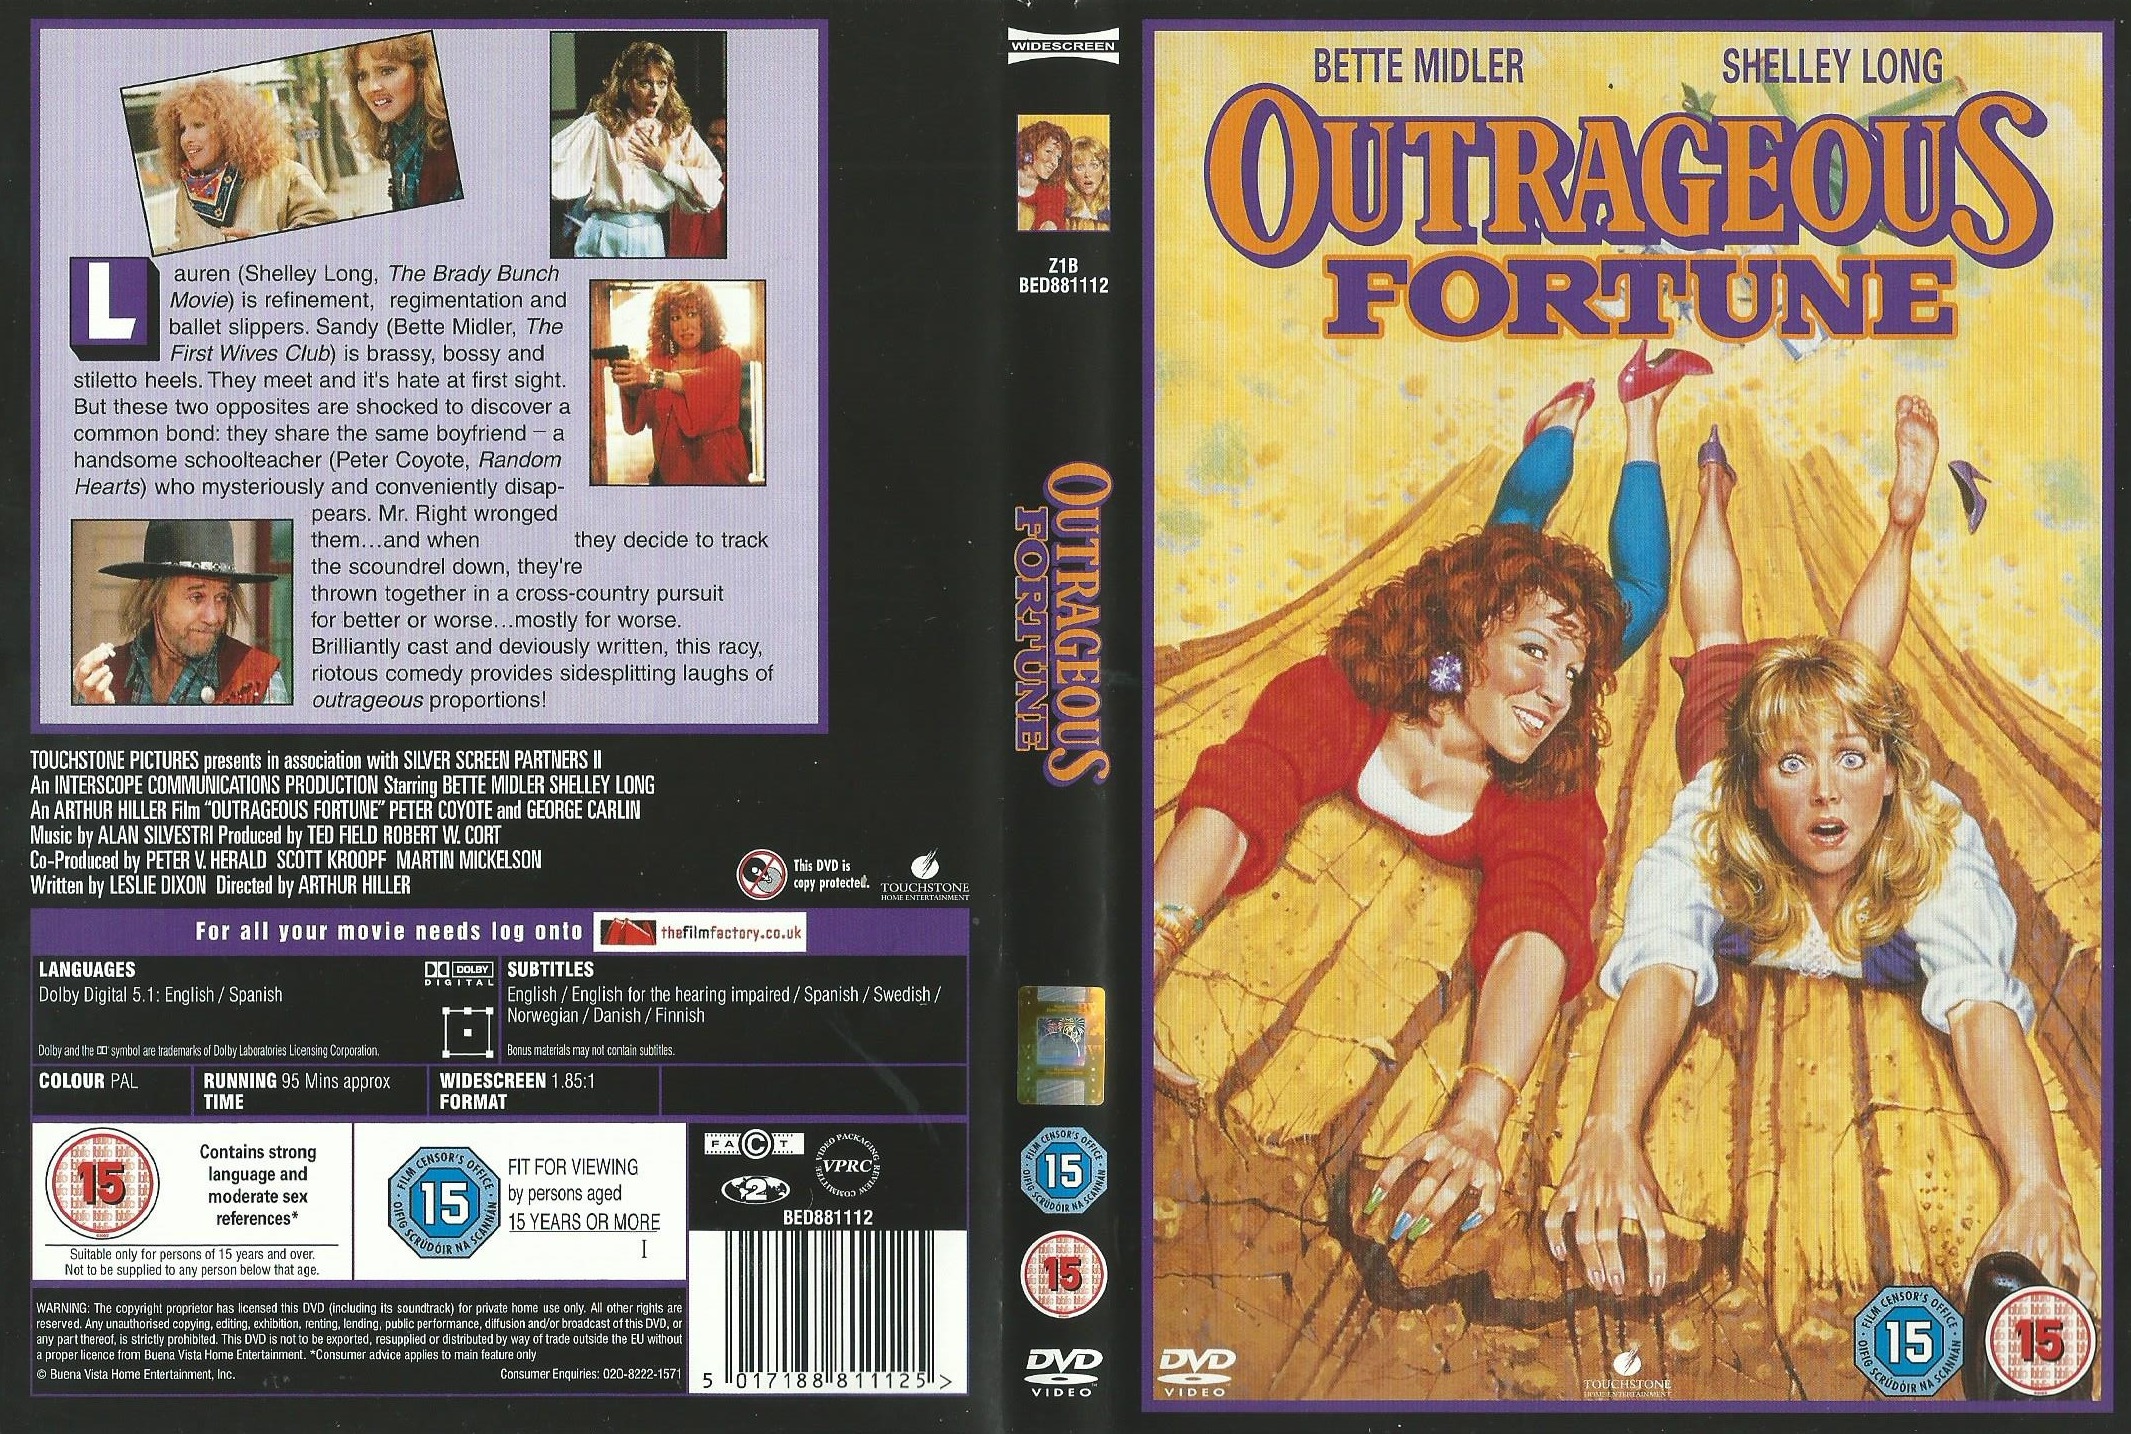 Lauren (Shelley Long, The Brady Bunch
Movie) is refinement, regimentation and
ballet slippers. Sandy (Bette Midler, The
First Wives Club) is brassy, bossy and
stiletto heels. They meet and it's hate at first sight.
But these two opposites are shocked to discover a
common bond: they share the same boyfriend – a
handsome schoolteacher (Peter Coyote, Random
Hearts) who mysteriously and conveniently disap-
pears. Mr. Right wronged
them...and when they decide to track
the scoundrel down, they're
thrown together in a cross-country pursuit
for better or worse...mostly for worse.
Brilliantly cast and deviously written, this racy,
riotous comedy provides sidesplitting laughs of
outrageous proportions!
TOUCHSTONE PICTURES presents in association with SILVER SCREEN PARTNERS II
An INTERSCOPE COMMUNICATIONS PRODUCTION Starring BETTE MIDLER SHELLEY LONG
An ARTHUR HILLER Film "OUTRAGEOUS FORTUNE" PETER COYOTE and GEORGE CARLIN
Music by ALAN SILVESTRI Produced by TED FIELD ROBERT W. CORT
Co-Produced by PETER V. HERALD SCOTT KROOPF MARTIN MICKELSON
Written by LESLIE DIXON Directed by ARTHUR HILLER
This DVD is
copy protected.
TOUCHSTONE
HOME ENTERTAINMENT
For all your movie needs log onto thefilmfactory.co.uk
LANGUAGES
Dolby Digital 5.1: English / Spanish
DOLBY
DIGITAL
Dolby and the DD symbol are trademarks of Dolby Laboratories Licensing Corporation.
SUBTITLES
English / English for the hearing impaired / Spanish / Swedish /
Norwegian / Danish / Finnish
Bonus materials may not contain subtitles.
COLOUR PAL
RUNNING 95 Mins approx
TIME
WIDESCREEN 1.85:1
FORMAT
15
Contains strong
language and
moderate sex
references*
Suitable only for persons of 15 years and over.
Not to be supplied to any person below that age.
FILM CENSOR'S OFFICE
15
OIFIG SCRÚDÓIR NA SCANNÁN
FIT FOR VIEWING
by persons aged
15 YEARS OR MORE
I
FACT
2
VIDEO PACKAGING REVIEW COMMITTEE
VPRC
BED881112
5 017188 811125 >
WARNING: The copyright proprietor has licensed this DVD (including its soundtrack) for private home use only. All other rights are
reserved. Any unauthorised copying, editing, exhibition, renting, lending, public performance, diffusion and/or broadcast of this DVD, or
any part thereof, is strictly prohibited. This DVD is not to be exported, resupplied or distributed by way of trade outside the EU without
a proper licence from Buena Vista Home Entertainment. *Consumer advice applies to main feature only
© Buena Vista Home Entertainment, Inc.
Consumer Enquiries: 020-8222-1571
WIDESCREEN
Z1B
BED881112
OUTRAGEOUS
FORTUNE
FILM CENSOR'S OFFICE
15
OIFIG SCRÚDÓIR NA SCANNÁN
15
DVD
VIDEO
BETTE MIDLER
SHELLEY LONG
OUTRAGEOUS
FORTUNE
DVD
VIDEO
TOUCHSTONE
HOME ENTERTAINMENT
FILM CENSOR'S OFFICE
15
OIFIG SCRÚDÓIR NA SCANNÁN
15